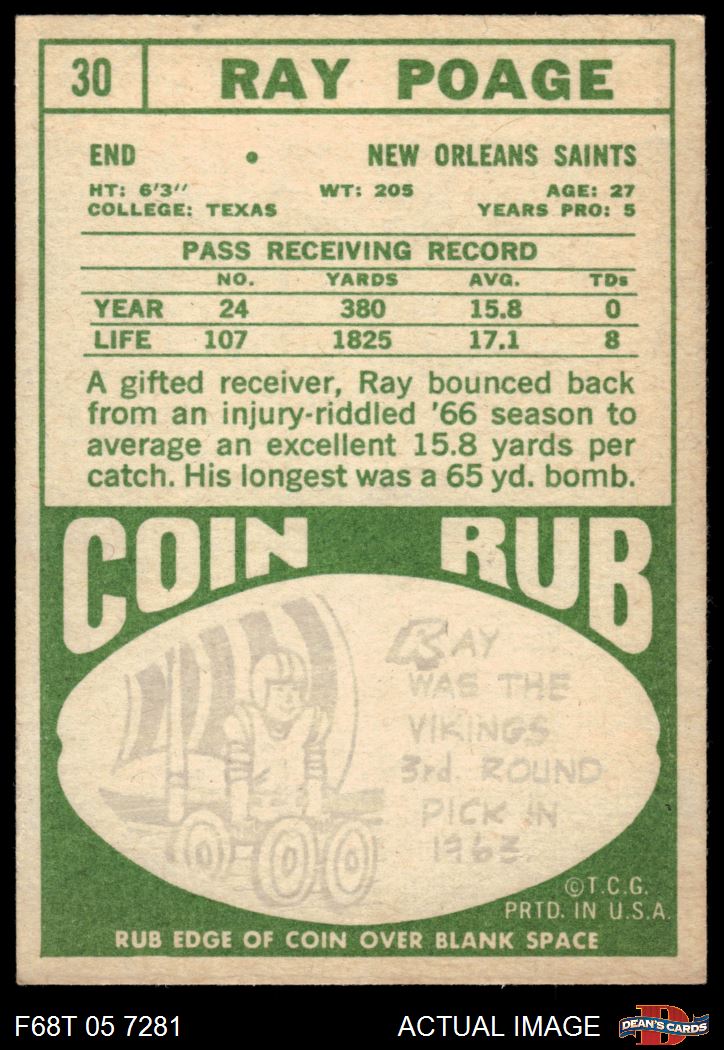 30 RAY POAGE
END • NEW ORLEANS SAINTS
HT: 6'3" WT: 205 AGE: 27
COLLEGE: TEXAS YEARS PRO: 5
PASS RECEIVING RECORD
NO. YARDS AVG. TDs
YEAR 24 380 15.8 0
LIFE 107 1825 17.1 8
A gifted receiver, Ray bounced back
from an injury-riddled '66 season to
average an excellent 15.8 yards per
catch. His longest was a 65 yd. bomb.
COIN RUB
RAY
WAS THE
VIKINGS
3rd. ROUND
PICK IN
1963.
©T.C.G.
PRTD. IN U.S.A.
RUB EDGE OF COIN OVER BLANK SPACE
F68T 05 7281 ACTUAL IMAGE D DEAN'S CARDS